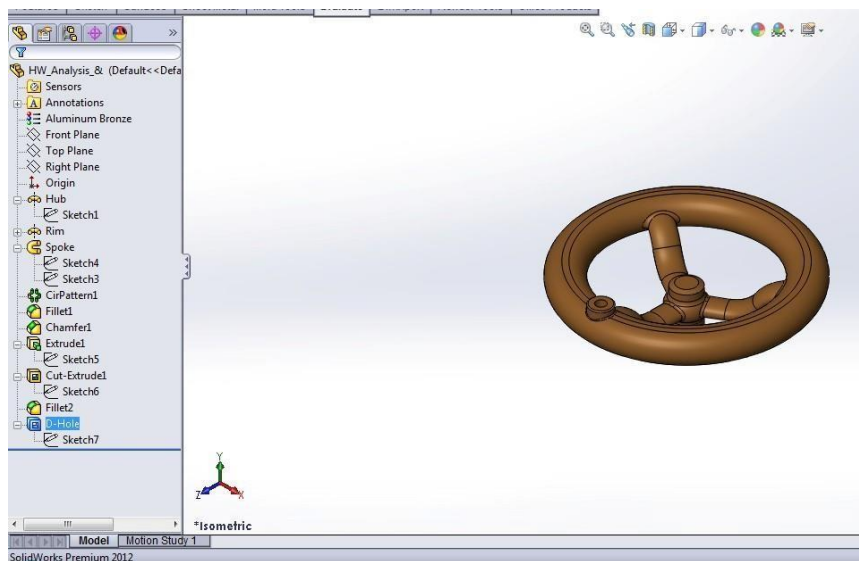 »
HW_Analysis_& (Default<<Defa
Sensors
A Annotations
Aluminum Bronze
Front Plane
Top Plane
Right Plane
Origin
Hub
Sketch1
Rim
Spoke
Sketch4
Sketch3
CirPattern1
Fillet1
Chamfer1
Extrude1
Sketch5
Cut-Extrude1
Sketch6
Fillet2
D-Hole
Sketch7
Y
Z X
*Isometric
Model Motion Study 1
SolidWorks Premium 2012